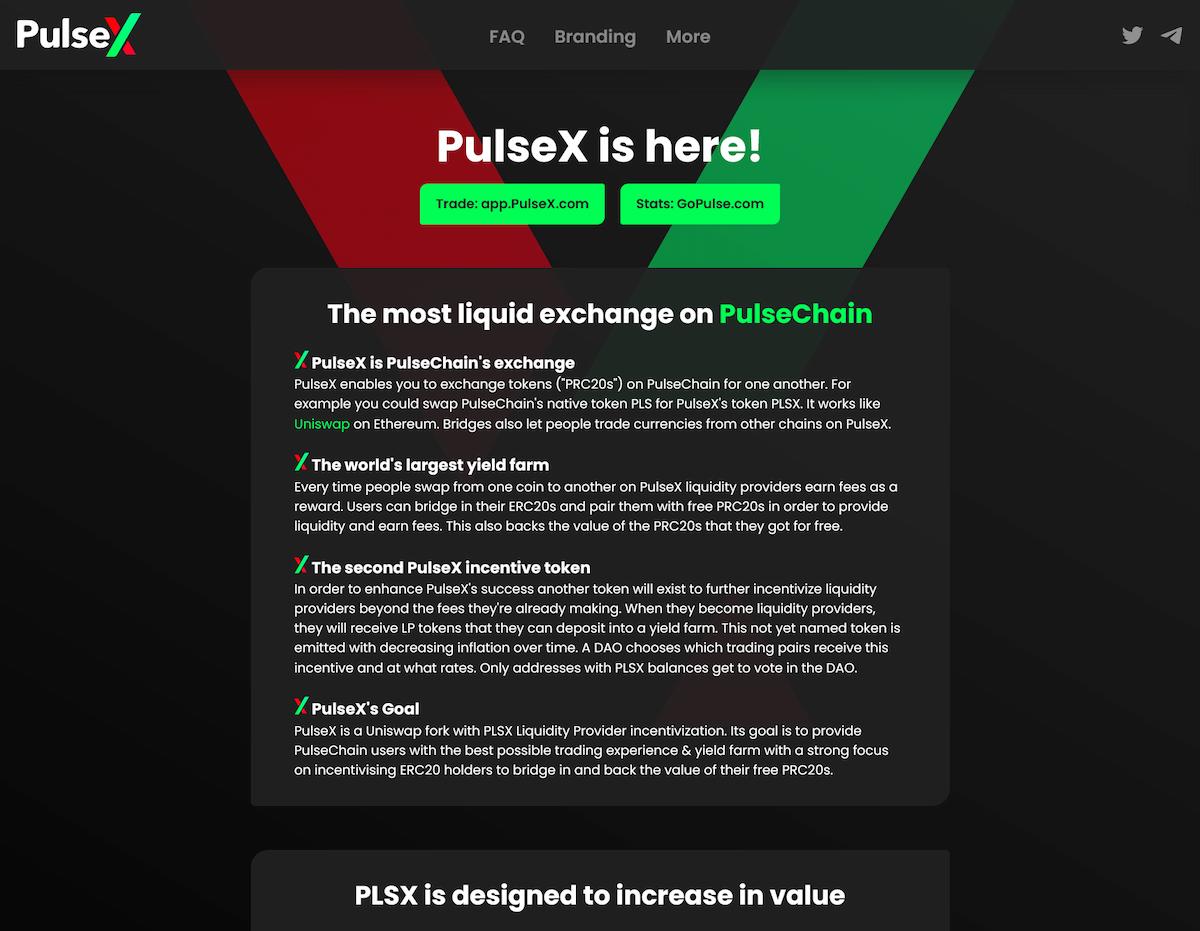 PulseX
FAQ
Branding
More
PulseX is here!
Trade: app.PulseX.com
Stats: GoPulse.com
The most liquid exchange on PulseChain
PulseX is PulseChain's exchange
PulseX enables you to exchange tokens ("PRC20s") on PulseChain for one another. For
example you could swap PulseChain's native token PLS for PulseX's token PLSX. It works like
Uniswap on Ethereum. Bridges also let people trade currencies from other chains on PulseX.
The world's largest yield farm
Every time people swap from one coin to another on PulseX liquidity providers earn fees as a
reward. Users can bridge in their ERC20s and pair them with free PRC20s in order to provide
liquidity and earn fees. This also backs the value of the PRC20s that they got for free.
The second PulseX incentive token
In order to enhance PulseX's success another token will exist to further incentivize liquidity
providers beyond the fees they're already making. When they become liquidity providers,
they will receive LP tokens that they can deposit into a yield farm. This not yet named token is
emitted with decreasing inflation over time. A DAO chooses which trading pairs receive this
incentive and at what rates. Only addresses with PLSX balances get to vote in the DAO.
PulseX's Goal
PulseX is a Uniswap fork with PLSX Liquidity Provider incentivization. Its goal is to provide
PulseChain users with the best possible trading experience & yield farm with a strong focus
on incentivising ERC20 holders to bridge in and back the value of their free PRC20s.
PLSX is designed to increase in value